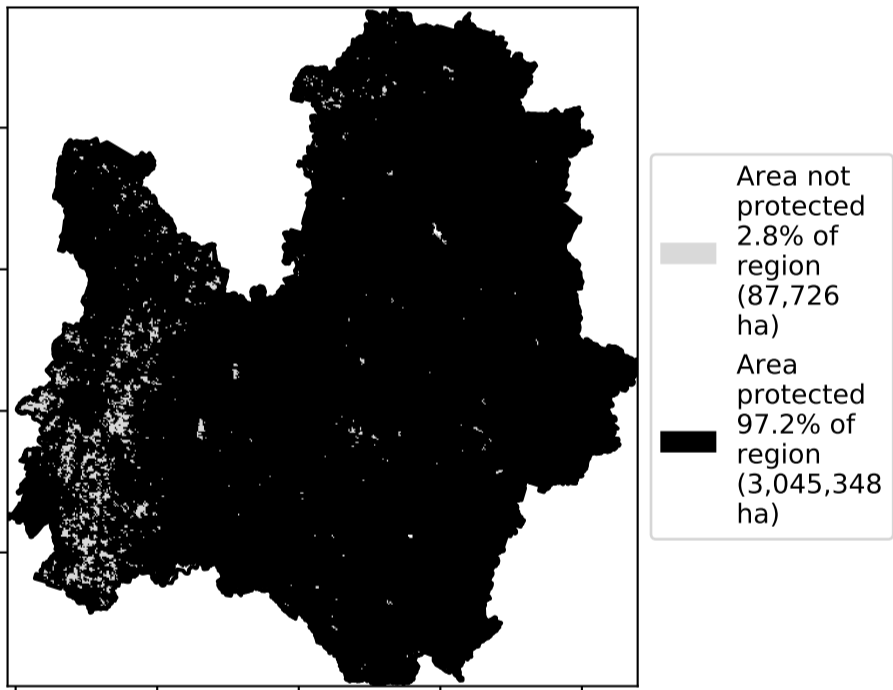 Area not
protected
2.8% of
region
(87,726
ha)
Area
protected
97.2% of
region
(3,045,348
ha)